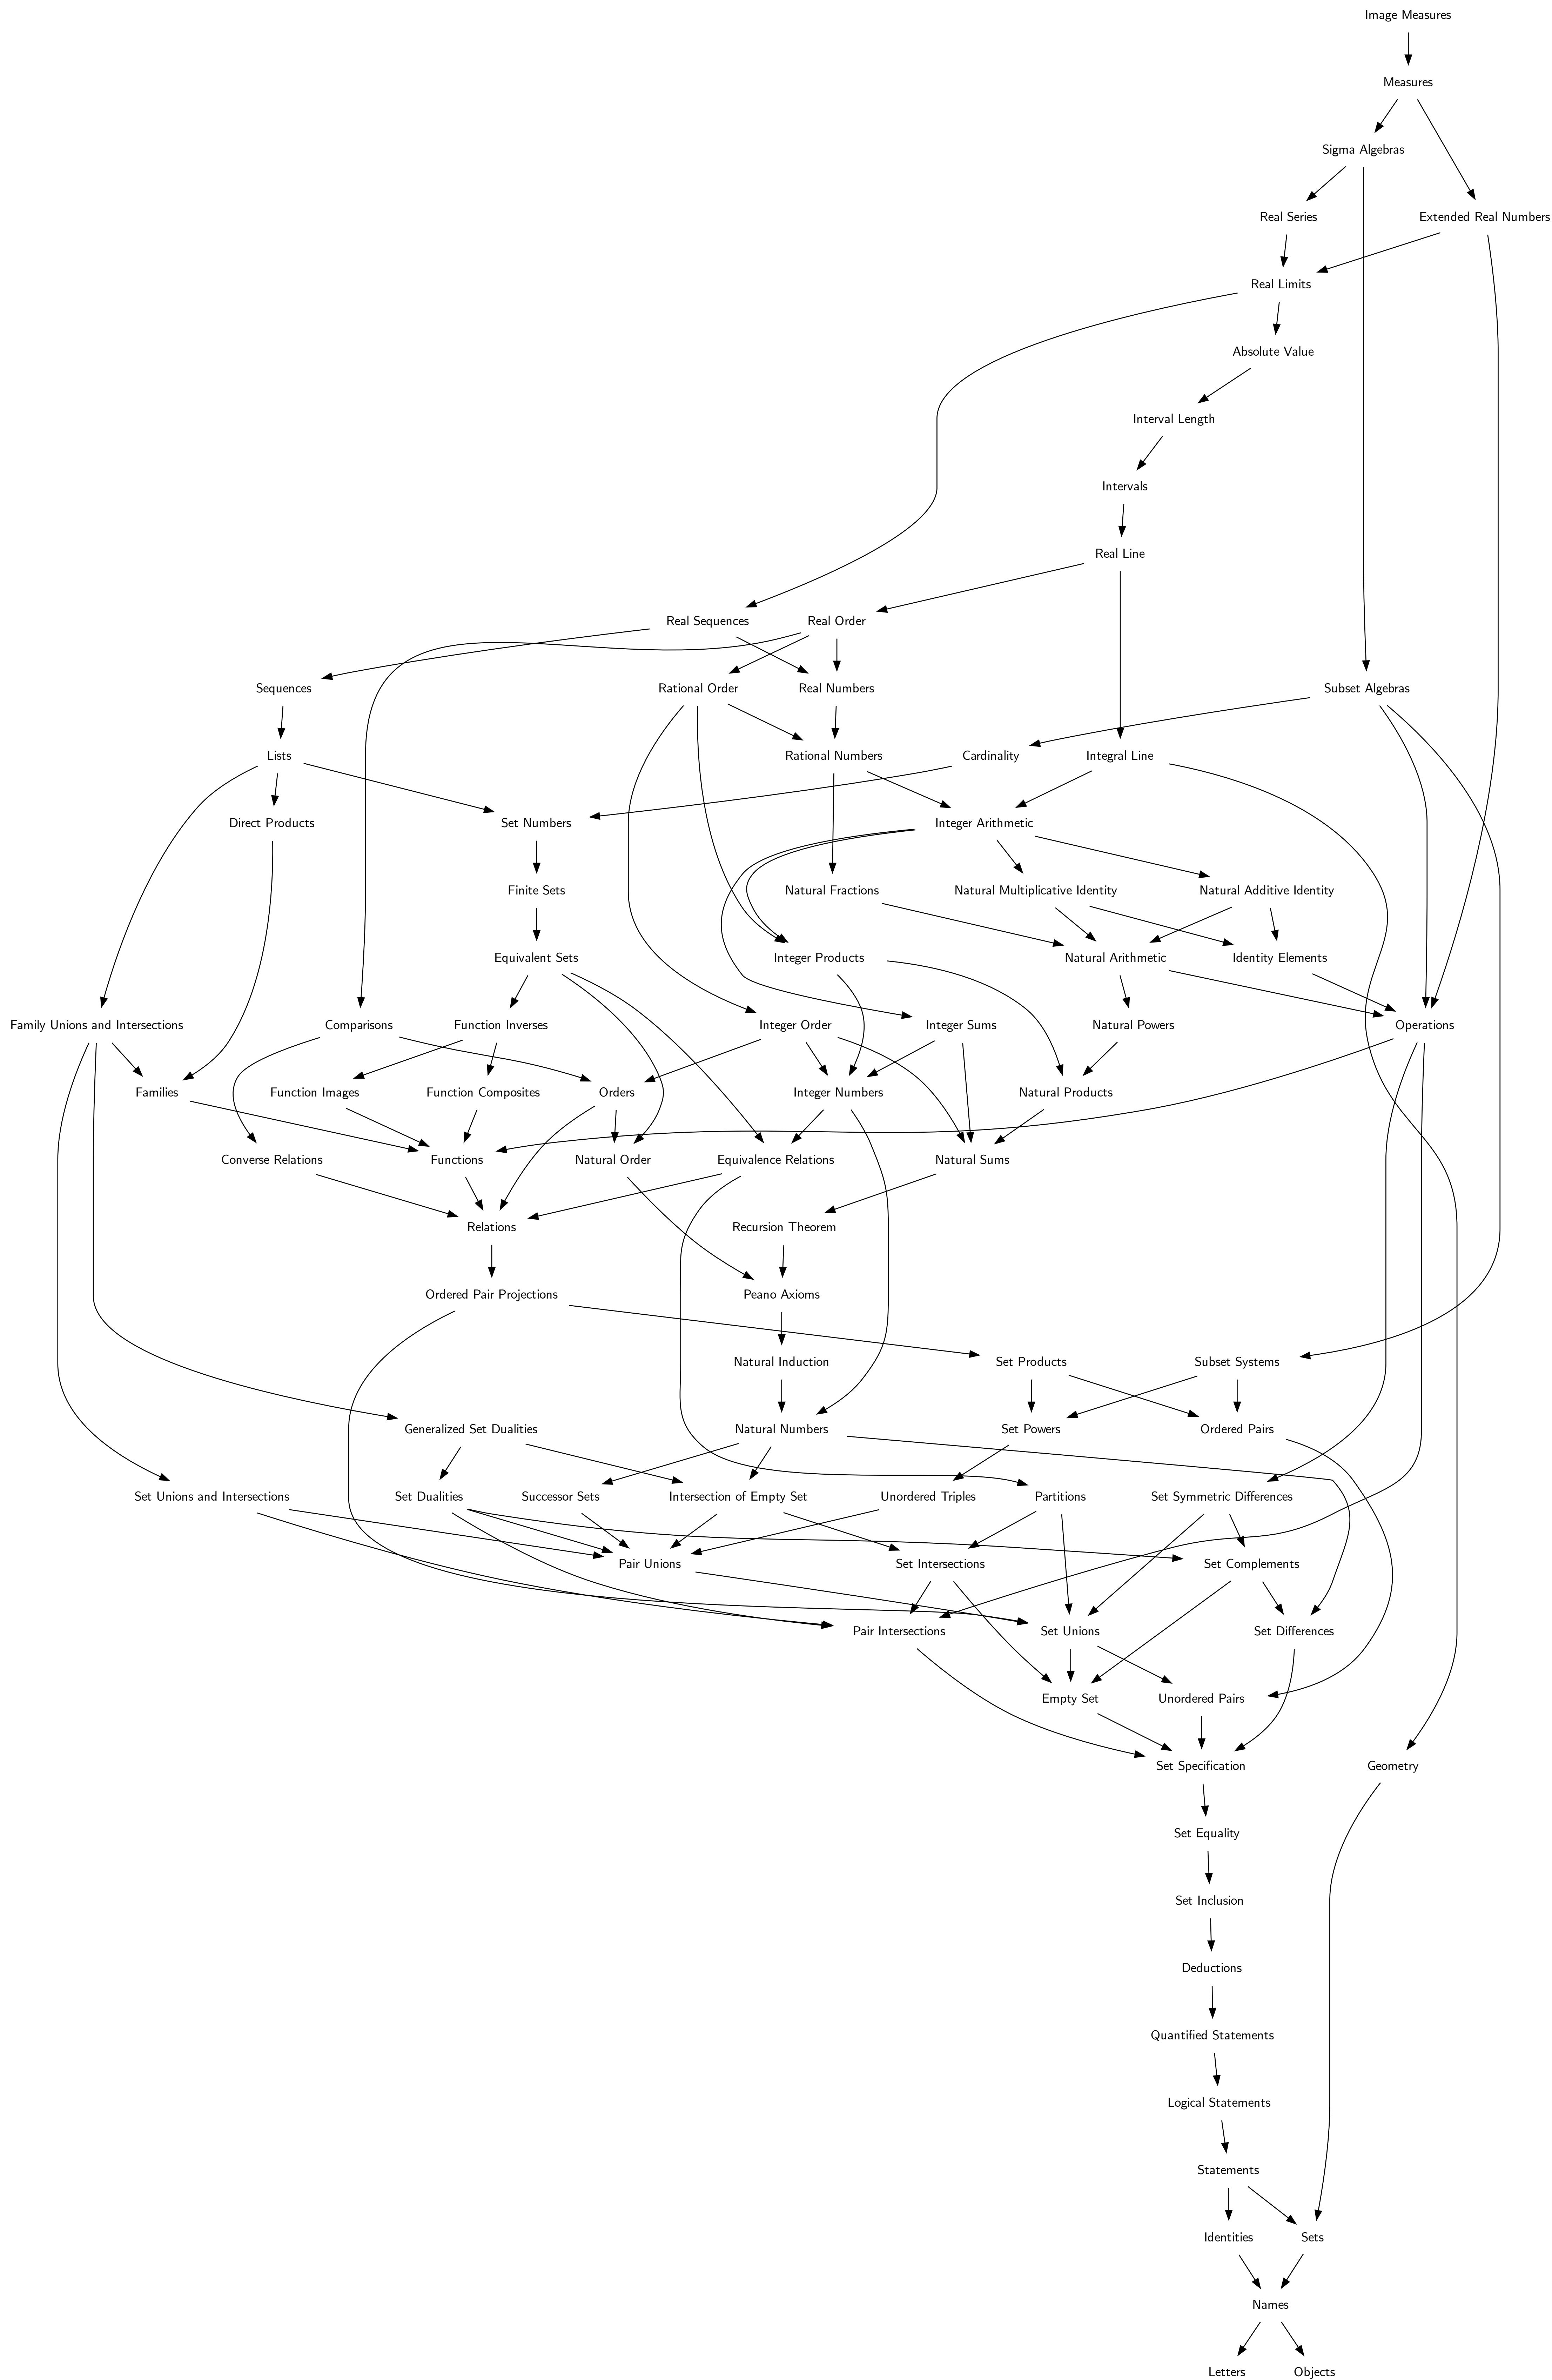 Image Measures
Measures
Sigma Algebras
Real Series
Extended Real Numbers
Real Limits
Absolute Value
Interval Length
Intervals
Real Line
Real Sequences
Real Order
Sequences
Rational Order
Real Numbers
Subset Algebras
Lists
Rational Numbers
Cardinality
Integral Line
Direct Products
Set Numbers
Integer Arithmetic
Finite Sets
Natural Fractions
Natural Multiplicative Identity
Natural Additive Identity
Equivalent Sets
Integer Products
Natural Arithmetic
Identity Elements
Family Unions and Intersections
Comparisons
Function Inverses
Integer Order
Integer Sums
Natural Powers
Operations
Families
Function Images
Function Composites
Orders
Integer Numbers
Natural Products
Converse Relations
Functions
Natural Order
Equivalence Relations
Natural Sums
Relations
Recursion Theorem
Ordered Pair Projections
Peano Axioms
Natural Induction
Set Products
Subset Systems
Generalized Set Dualities
Natural Numbers
Set Powers
Ordered Pairs
Set Unions and Intersections
Set Dualities
Successor Sets
Intersection of Empty Set
Unordered Triples
Partitions
Set Symmetric Differences
Pair Unions
Set Intersections
Set Complements
Pair Intersections
Set Unions
Set Differences
Empty Set
Unordered Pairs
Set Specification
Geometry
Set Equality
Set Inclusion
Deductions
Quantified Statements
Logical Statements
Statements
Identities
Sets
Names
Letters
Objects